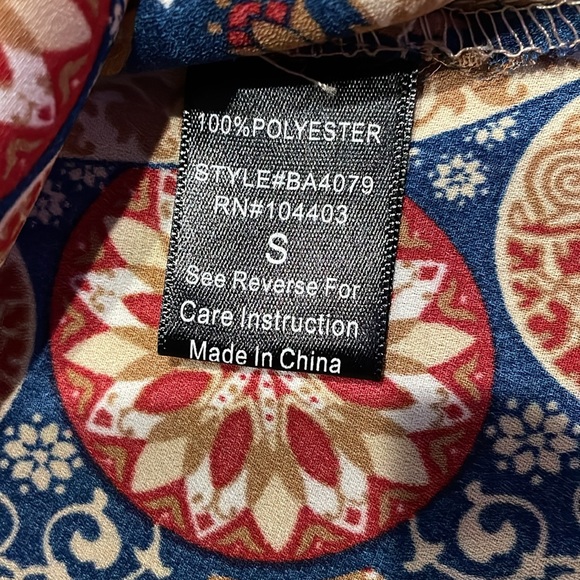 100%POLYESTER
STYLE#BA4079
RN#104403
S
See Reverse For
Care Instruction
Made In China